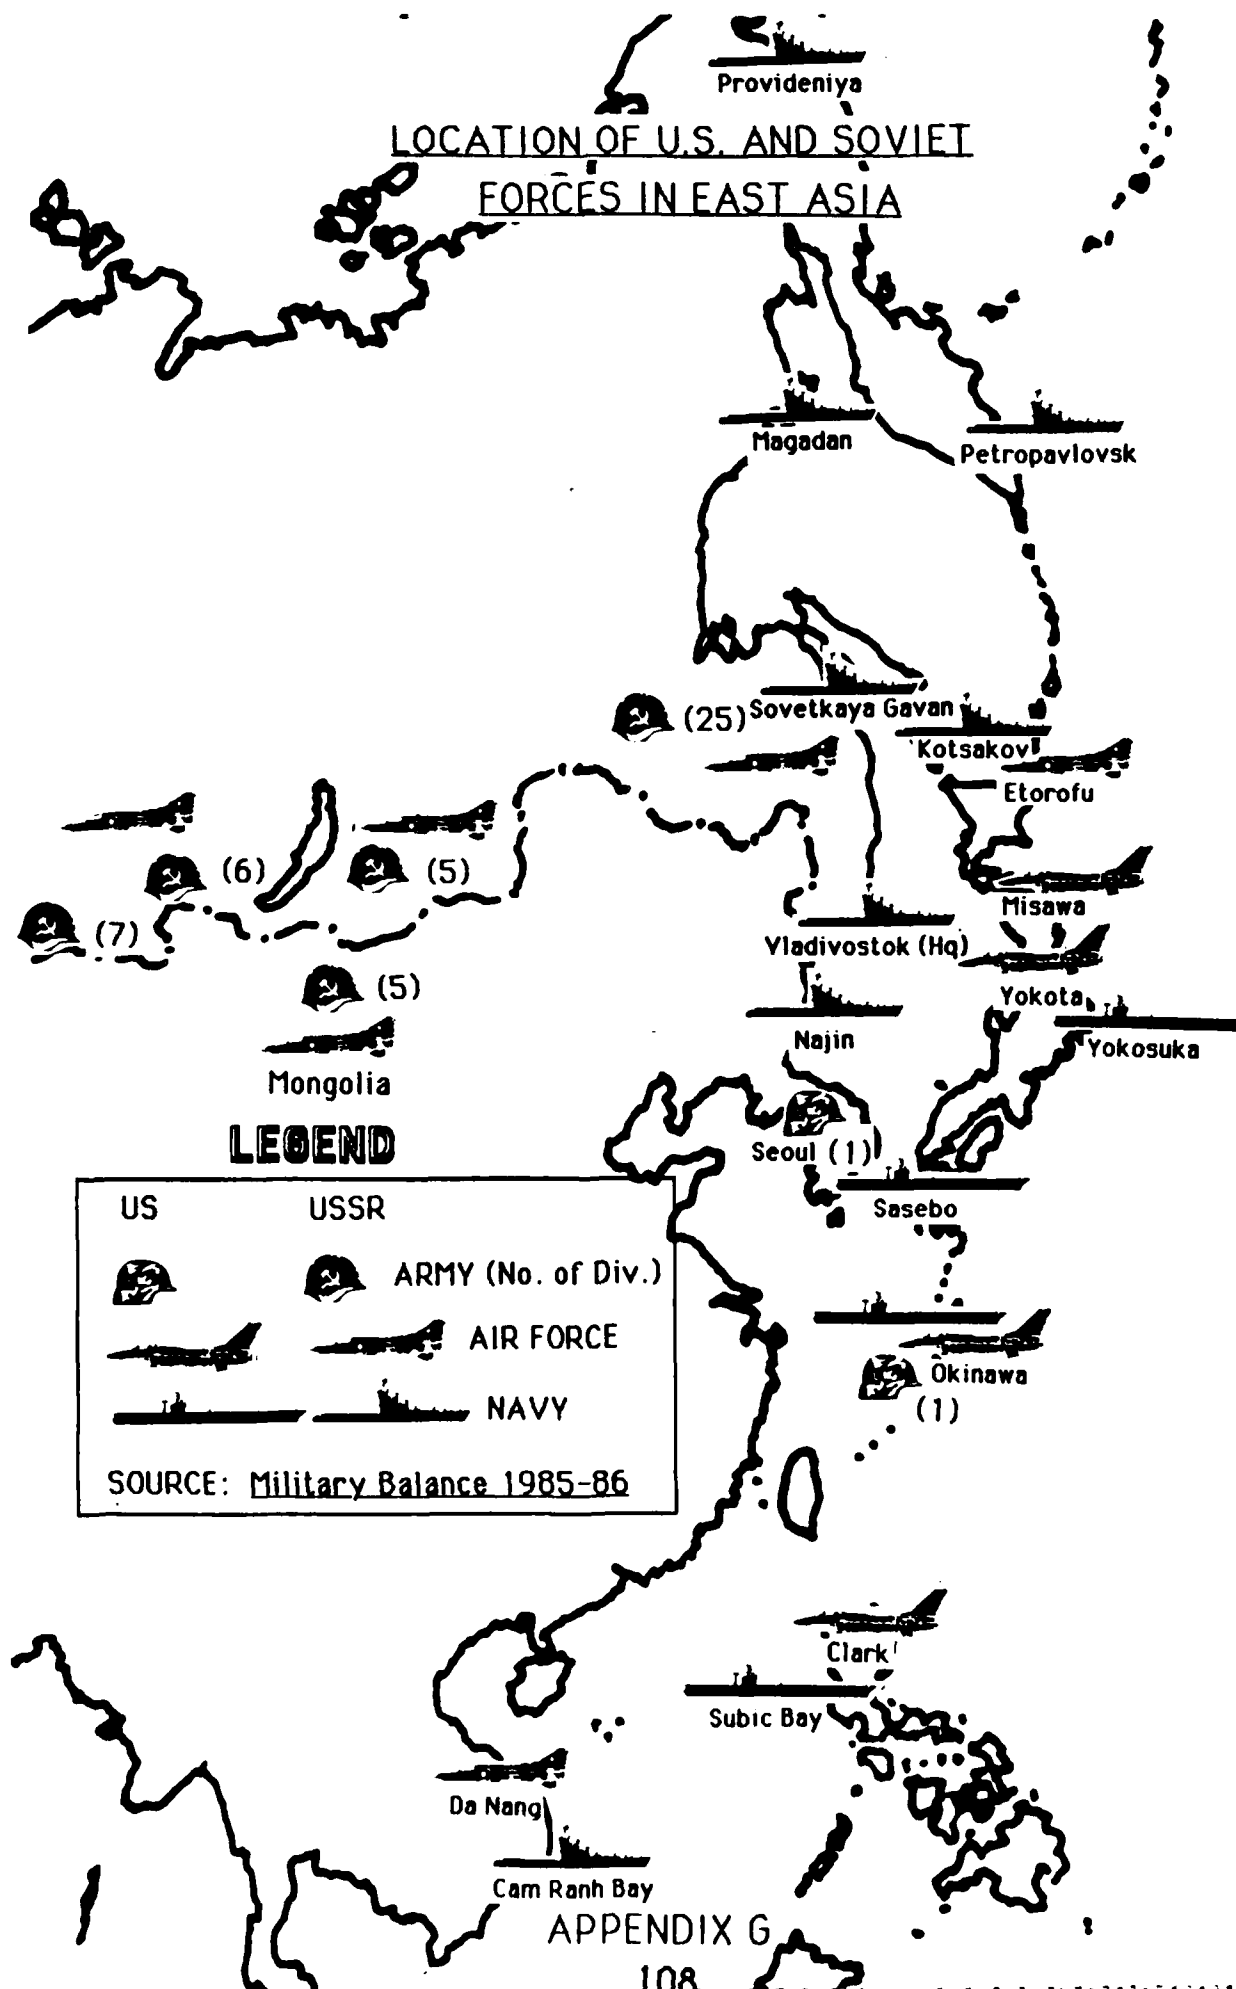 Provideniya
LOCATION OF U.S. AND SOVIET
FORCES IN EAST ASIA
Magadan
Petropavlovsk
(25)
Sovetkaya Gavan
Kotsakov
Etorofu
(6)
(5)
Misawa
(7)
Vladivostok (Hq)
(5)
Yokota
Najin
Yokosuka
Mongolia
LEGEND
Seoul (1)
Sasebo
US USSR
ARMY (No. of Div.)
AIR FORCE
NAVY
SOURCE: Military Balance 1985-86
Okinawa
(1)
Clark
Subic Bay
Da Nang
Cam Ranh Bay
APPENDIX G
108